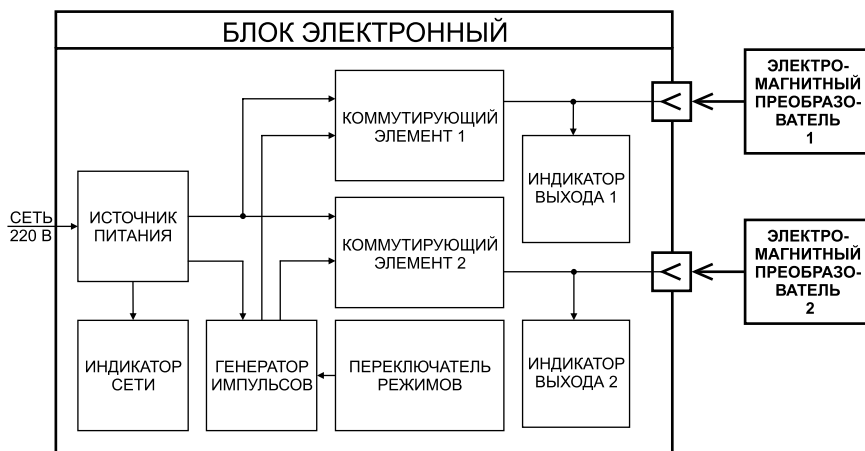 БЛОК ЭЛЕКТРОННЫЙ
КОММУТИРУЮЩИЙ
ЭЛЕМЕНТ 1
ЭЛЕКТРО-
МАГНИТНЫЙ
ПРЕОБРАЗО-
ВАТЕЛЬ
1
ИНДИКАТОР
ВЫХОДА 1
СЕТЬ
220 В
ИСТОЧНИК
ПИТАНИЯ
КОММУТИРУЮЩИЙ
ЭЛЕМЕНТ 2
ЭЛЕКТРО-
МАГНИТНЫЙ
ПРЕОБРАЗО-
ВАТЕЛЬ
2
ИНДИКАТОР
СЕТИ
ГЕНЕРАТОР
ИМПУЛЬСОВ
ПЕРЕКЛЮЧАТЕЛЬ
РЕЖИМОВ
ИНДИКАТОР
ВЫХОДА 2